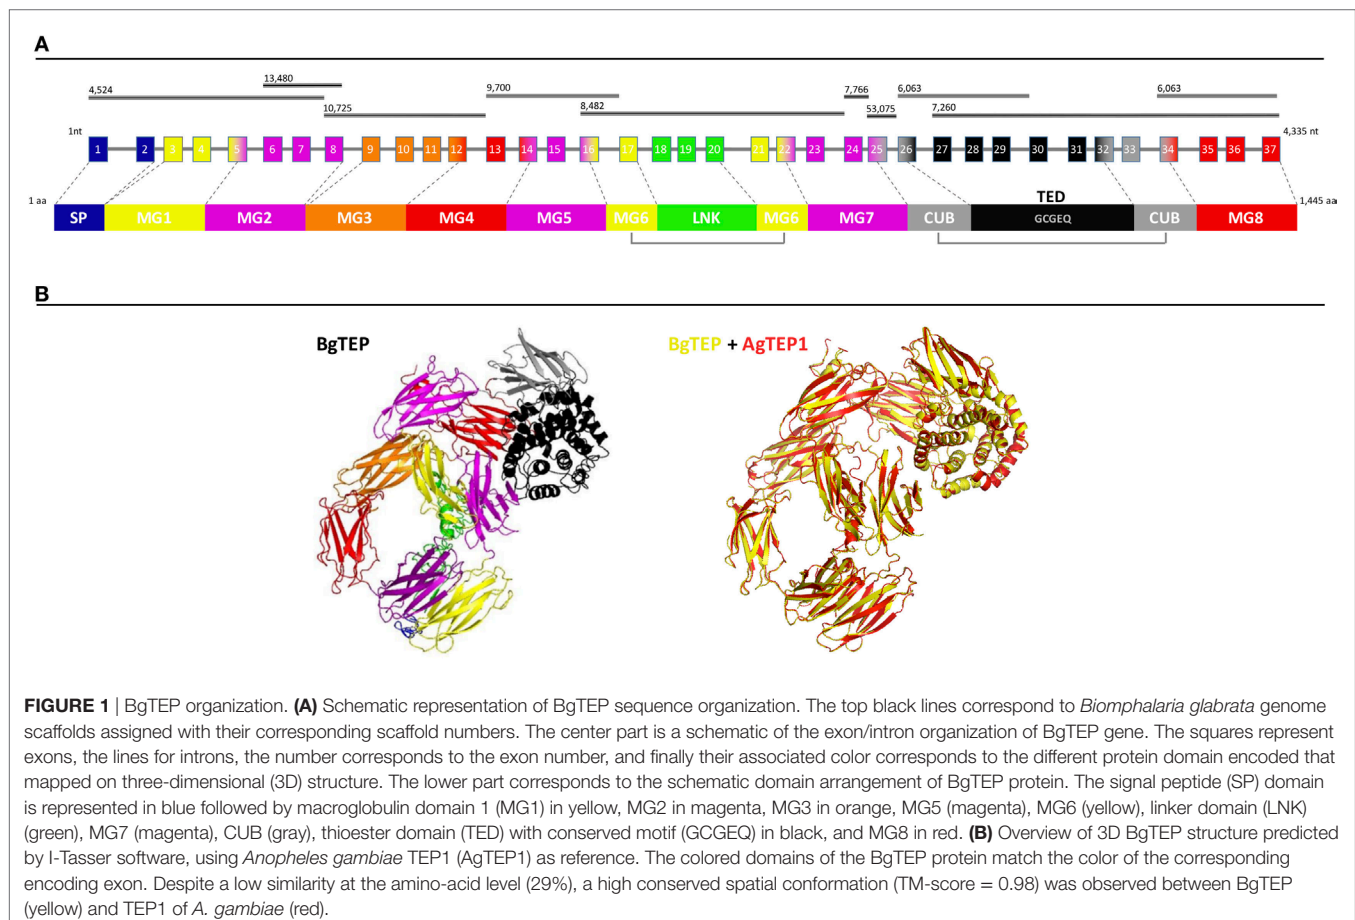 A
13,480
4,524
10,725
9,700
8,482
7,766
53,075
6,063
7,260
6,063
1nt
4,335 nt
1 2 3 4 5 6 7 8 9 10 11 12 13 14 15 16 17 18 19 20 21 22 23 24 25 26 27 28 29 30 31 32 33 34 35 36 37
1 aa
TED
1,445 aa
SP MG1 MG2 MG3 MG4 MG5 MG6 LNK MG6 MG7 CUB GCGEQ CUB MG8
B
BgTEP
BgTEP + AgTEP1
FIGURE 1 | BgTEP organization. (A) Schematic representation of BgTEP sequence organization. The top black lines correspond to Biomphalaria glabrata genome
scaffolds assigned with their corresponding scaffold numbers. The center part is a schematic of the exon/intron organization of BgTEP gene. The squares represent
exons, the lines for introns, the number corresponds to the exon number, and finally their associated color corresponds to the different protein domain encoded that
mapped on three-dimensional (3D) structure. The lower part corresponds to the schematic domain arrangement of BgTEP protein. The signal peptide (SP) domain
is represented in blue followed by macroglobulin domain 1 (MG1) in yellow, MG2 in magenta, MG3 in orange, MG5 (magenta), MG6 (yellow), linker domain (LNK)
(green), MG7 (magenta), CUB (gray), thioester domain (TED) with conserved motif (GCGEQ) in black, and MG8 in red. (B) Overview of 3D BgTEP structure predicted
by I-Tasser software, using Anopheles gambiae TEP1 (AgTEP1) as reference. The colored domains of the BgTEP protein match the color of the corresponding
encoding exon. Despite a low similarity at the amino-acid level (29%), a high conserved spatial conformation (TM-score = 0.98) was observed between BgTEP
(yellow) and TEP1 of A. gambiae (red).